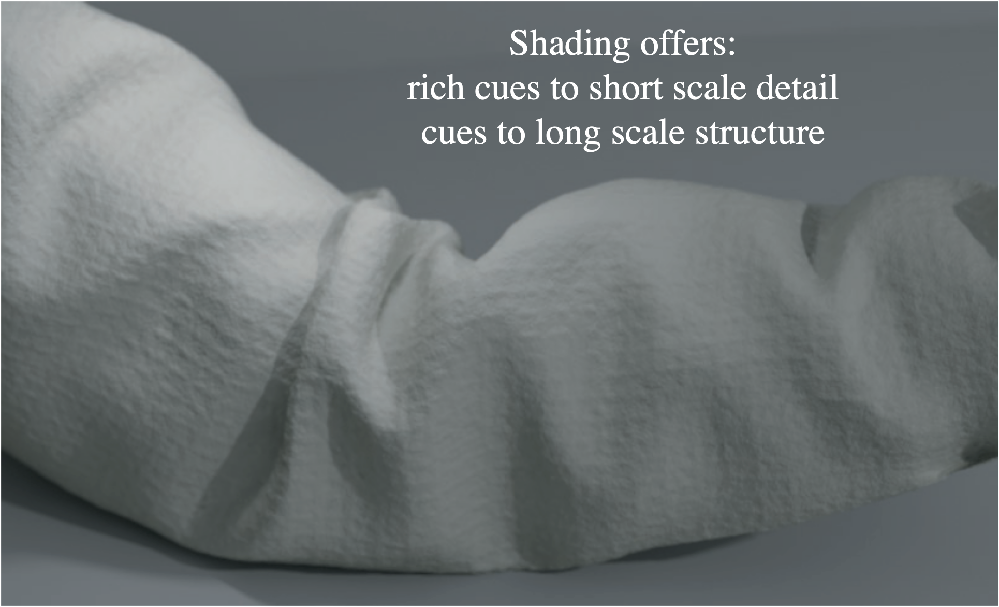 Shading offers:
rich cues to short scale detail
cues to long scale structure